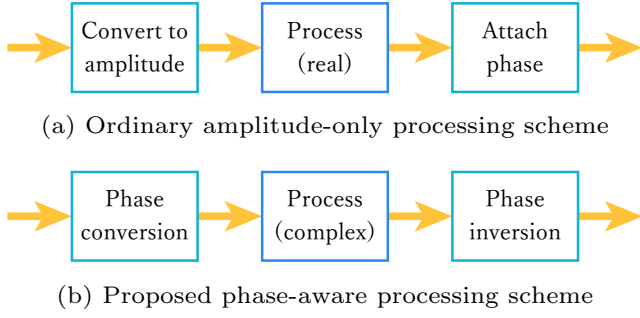 Convert to
amplitude
Process
(real)
Attach
phase
(a) Ordinary amplitude-only processing scheme
Phase
conversion
Process
(complex)
Phase
inversion
(b) Proposed phase-aware processing scheme